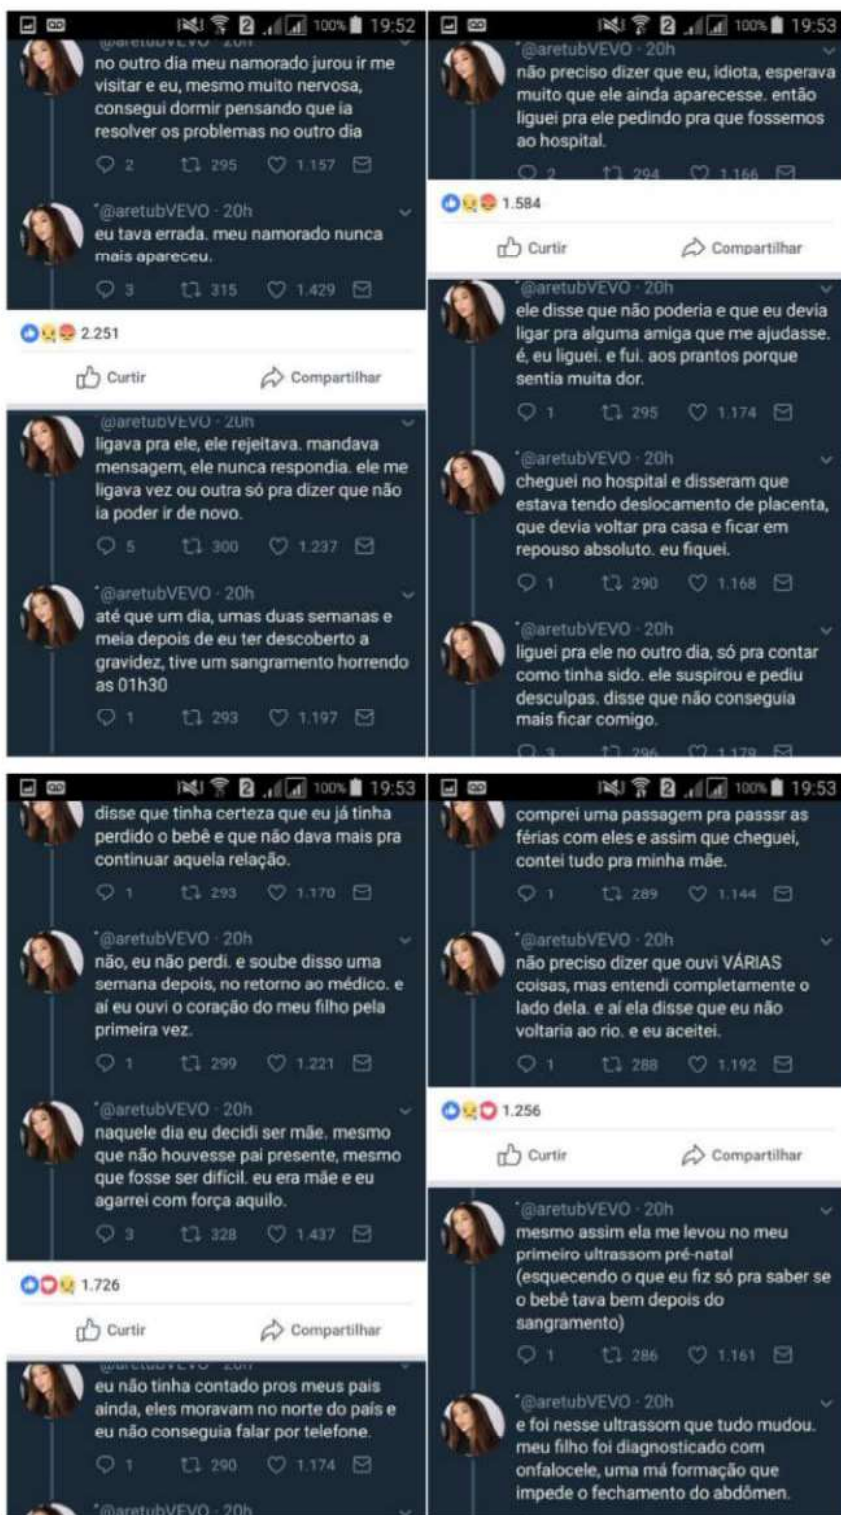 100% 19:52
@aretubVEVO · 20h
no outro dia meu namorado jurou ir me
visitar e eu, mesmo muito nervosa,
consegui dormir pensando que ia
resolver os problemas no outro dia
2 295 1.157
@aretubVEVO · 20h
eu tava errada. meu namorado nunca
mais apareceu.
3 315 1.429
2.251
Curtir Compartilhar
@aretubVEVO · 20h
ligava pra ele, ele rejeitava. mandava
mensagem, ele nunca respondia. ele me
ligava vez ou outra só pra dizer que não
ia poder ir de novo.
5 300 1.237
@aretubVEVO · 20h
até que um dia, umas duas semanas e
meia depois de eu ter descoberto a
gravidez, tive um sangramento horrendo
as 01h30
1 293 1.197
2 100% 19:53
@aretubVEVO · 20h
não preciso dizer que eu, idiota, esperava
muito que ele ainda aparecesse. então
liguei pra ele pedindo pra que fossemos
ao hospital.
2 294 1.166
1.584
Curtir Compartilhar
@aretubVEVO · 20h
ele disse que não poderia e que eu devia
ligar pra alguma amiga que me ajudasse.
é, eu liguei. e fui. aos prantos porque
sentia muita dor.
1 295 1.174
@aretubVEVO · 20h
cheguei no hospital e disseram que
estava tendo deslocamento de placenta,
que devia voltar pra casa e ficar em
repouso absoluto. eu fiquei.
1 290 1.168
@aretubVEVO · 20h
liguei pra ele no outro dia, só pra contar
como tinha sido. ele suspirou e pediu
desculpas. disse que não conseguia
mais ficar comigo.
3 296 1.179
2 100% 19:53
disse que tinha certeza que eu já tinha
perdido o bebê e que não dava mais pra
continuar aquela relação.
1 293 1.170
@aretubVEVO · 20h
não, eu não perdi. e soube disso uma
semana depois, no retorno ao médico. e
aí eu ouvi o coração do meu filho pela
primeira vez.
1 299 1.221
@aretubVEVO · 20h
naquele dia eu decidi ser mãe. mesmo
que não houvesse pai presente, mesmo
que fosse ser difícil. eu era mãe e eu
agarrei com força aquilo.
3 328 1.437
1.726
Curtir Compartilhar
@aretubVEVO · 20h
eu não tinha contado pros meus pais
ainda, eles moravam no norte do país e
eu não conseguia falar por telefone.
1 290 1.174
@aretubVEVO · 20h
2 100% 19:53
comprei uma passagem pra passsr as
férias com eles e assim que cheguei,
contei tudo pra minha mãe.
1 289 1.144
@aretubVEVO · 20h
não preciso dizer que ouvi VÁRIAS
coisas, mas entendi completamente o
lado dela. e aí ela disse que eu não
voltaria ao rio. e eu aceitei.
1 288 1.192
1.256
Curtir Compartilhar
@aretubVEVO · 20h
mesmo assim ela me levou no meu
primeiro ultrassom pré-natal
(esquecendo o que eu fiz só pra saber se
o bebê tava bem depois do
sangramento)
1 286 1.161
@aretubVEVO · 20h
e foi nesse ultrassom que tudo mudou.
meu filho foi diagnosticado com
onfalocele, uma má formação que
impede o fechamento do abdômen.